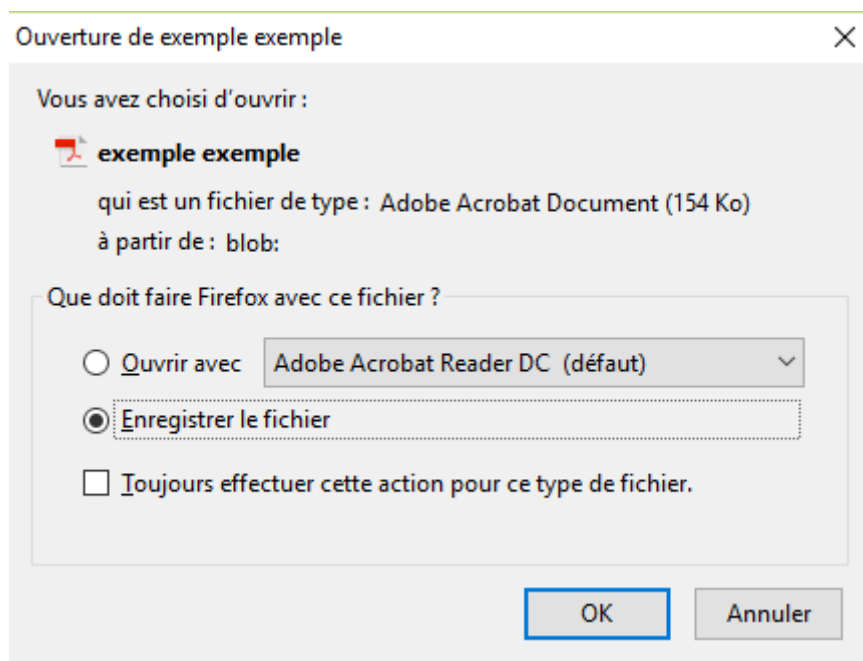 Ouverture de exemple exemple
Vous avez choisi d'ouvrir :
exemple exemple
qui est un fichier de type : Adobe Acrobat Document (154 Ko)
à partir de : blob:
Que doit faire Firefox avec ce fichier ?
Ouvrir avec Adobe Acrobat Reader DC (défaut)
Enregistrer le fichier
Toujours effectuer cette action pour ce type de fichier.
OK Annuler